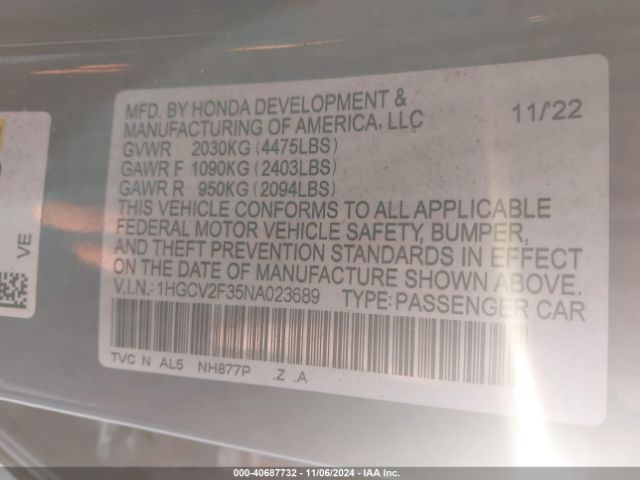 MFD. BY HONDA DEVELOPMENT &
MANUFACTURING OF AMERICA, LLC 11/'22
GVWR 2030KG (4475LBS)
GAWR F 1090KG (2403LBS)
GAWR R 950KG (2094LBS)
THIS VEHICLE CONFORMS TO ALL APPLICABLE
FEDERAL MOTOR VEHICLE SAFETY, BUMPER,
AND THEFT PREVENTION STANDARDS IN EFFECT
ON THE DATE OF MANUFACTURE SHOWN ABOVE.
V.I.N.: 1HGCV2F35NA023689 TYPE: PASSENGER CAR
TVC N AL5 NH877P .Z .A
VE
000-40687732 - 11/06/2024 - IAA Inc.